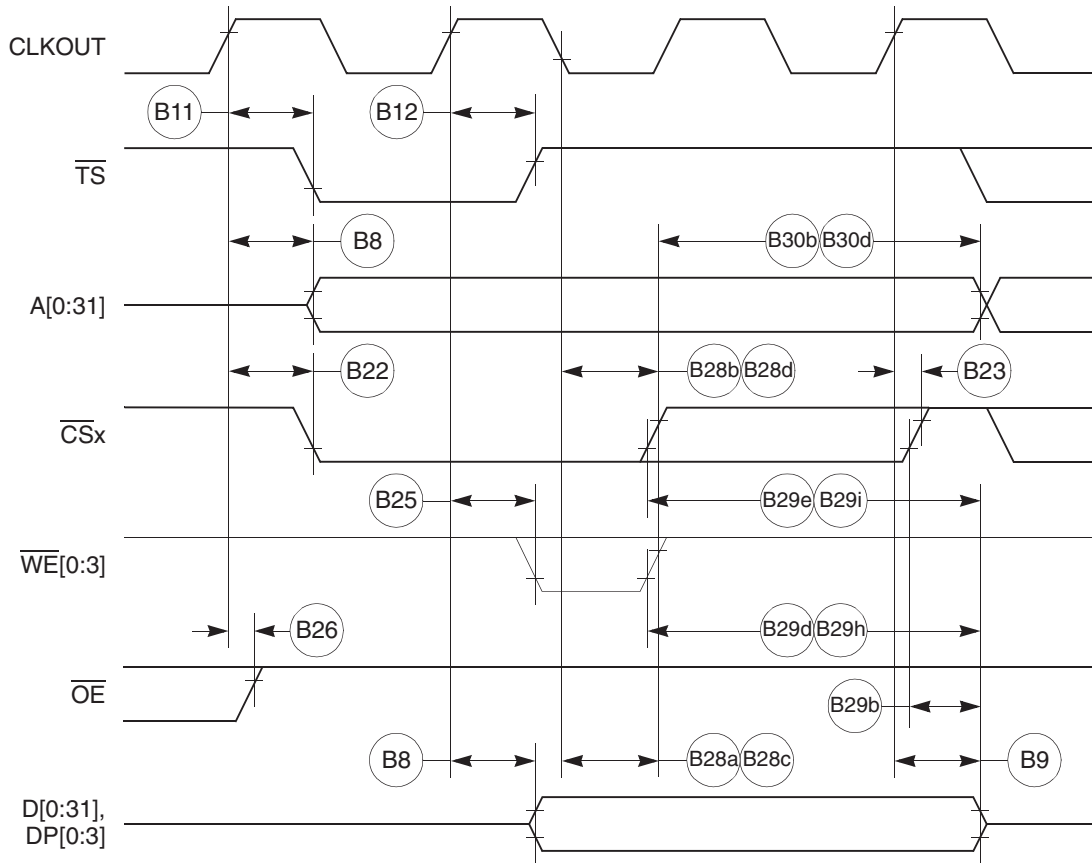 CLKOUT
B11
B12
TS
B8
B30b B30d
A[0:31]
B22
B28b B28d
B23
CSx
B25
B29e B29i
WE[0:3]
B26
B29d B29h
OE
B29b
B8
B28a B28c
B9
D[0:31],
DP[0:3]